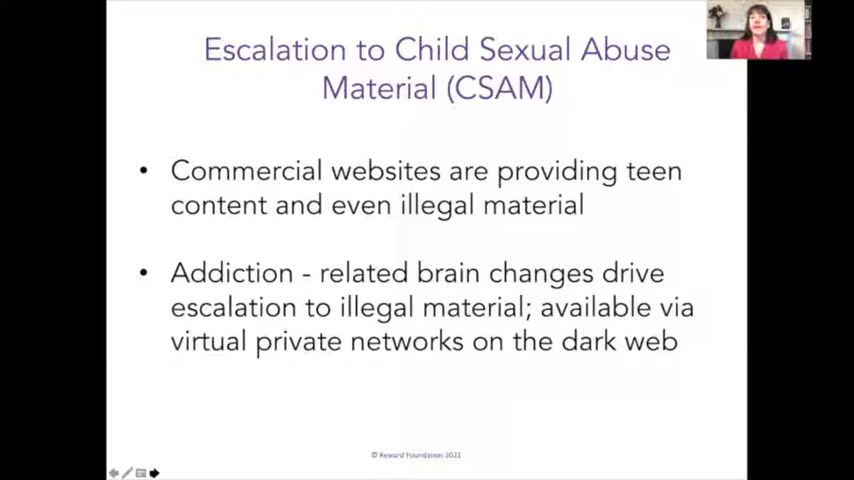 Escalation to Child Sexual Abuse
Material (CSAM)
• Commercial websites are providing teen
content and even illegal material
• Addiction - related brain changes drive
escalation to illegal material; available via
virtual private networks on the dark web
© Reward Foundation 2021